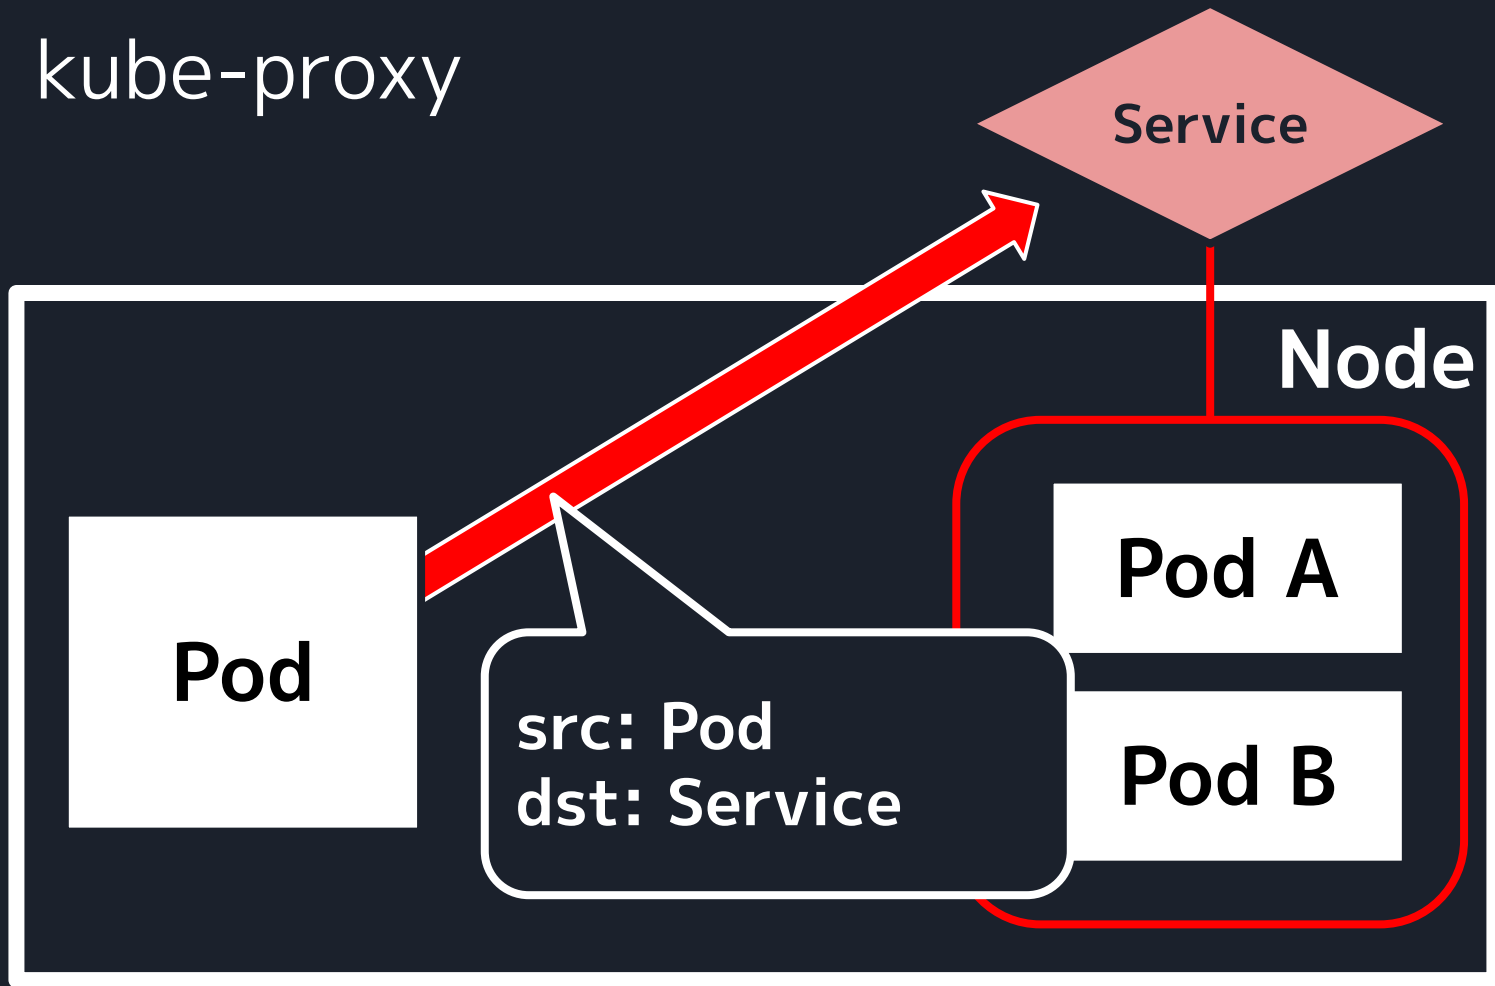 kube-proxy
Service
Node
Pod A
Pod
src: Pod
dst: Service
Pod B